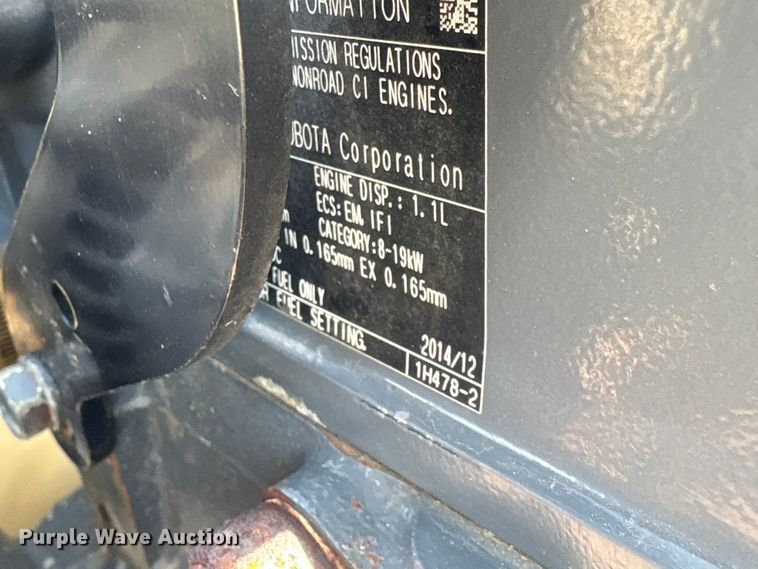 NFORMATION
ISSION REGULATIONS
NONROAD CI ENGINES.
UBOTA Corporation
ENGINE DISP.: 1.1L
ECS:EM, IFI
CATEGORY:8-19kW
IN 0.165mm EX 0.165mm
FUEL ONLY
FUEL SETTING.
2014/12
1H478-2
Purple Wave Auction